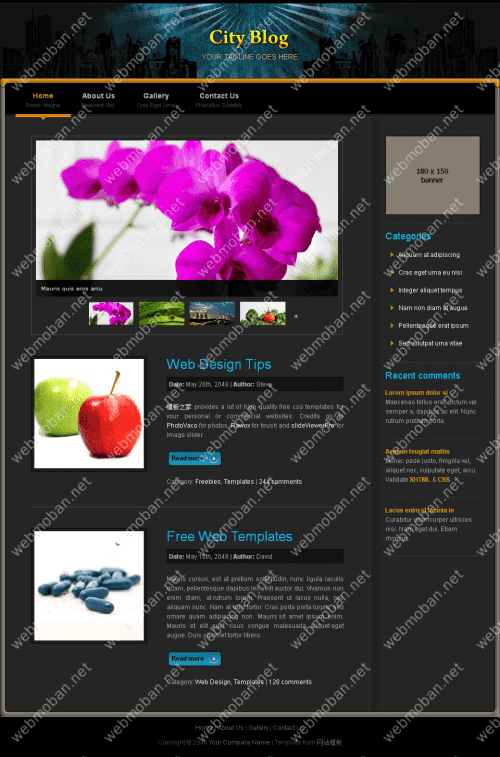 City Blog
YOUR TAGLINE GOES HERE
Home
Donec Magna
About Us
Praesent Nec
Gallery
Cras Eget Urna
Contact Us
Phasellus Sodales
Mauris quis eros arcu
180 x 150
banner
Categories
Aliquam at adipiscing
Cras eget urna eu nisi
Integer aliquet tempus
Nam non diam at augue
Pellentesque erat ipsum
Sed volutpat urna vitae
Recent comments
Lorem ipsum dolor sit
Maecenas tellus erat, dictum vel
semper a, dapibus ac elit. Nunc
rutrum pretium porta.
Aenean feugiat mattis
Donec pede justo, fringilla vel,
aliquet nec, vulputate eget, arcu.
Validate XHTML & CSS.
Lacus enim at lacinia in
Curabitur ullamcorper ultricies
nisi. Nam eget dui. Etiam
rhoncus.
Web Design Tips
Date: May 26th, 2048 | Author: Steve
模板之家 provides a lot of high quality free css templates for
your personal or commercial websites. Credits go to
PhotoVaco for photos, Rawox for brush and slideViewerPro for
image slider.
Read more
Category: Freebies, Templates | 244 comments
Free Web Templates
Date: May 18th, 2048 | Author: David
Mauris cursus, est at pretium sollicitudin, nunc ligula iaculis
quam, pellentesque dapibus leo velit auctor dui. Vivamus non
enim diam, at rutrum lorem. Praesent ut lacus nulla, nec
aliquam nunc. Nam at nisl tortor. Cras porta porta turpis, sed
ornare quam adipiscing non. Mauris sit amet ipsum enim.
Mauris et elit quis risus congue malesuada aliquet eget
augue. Duis sit amet tortor libero.
Read more
Category: Web Design, Templates | 128 comments
Home | About Us | Gallery | Contact Us
Copyright © 2048 Your Company Name | Template from 网站模板
webmoban.net